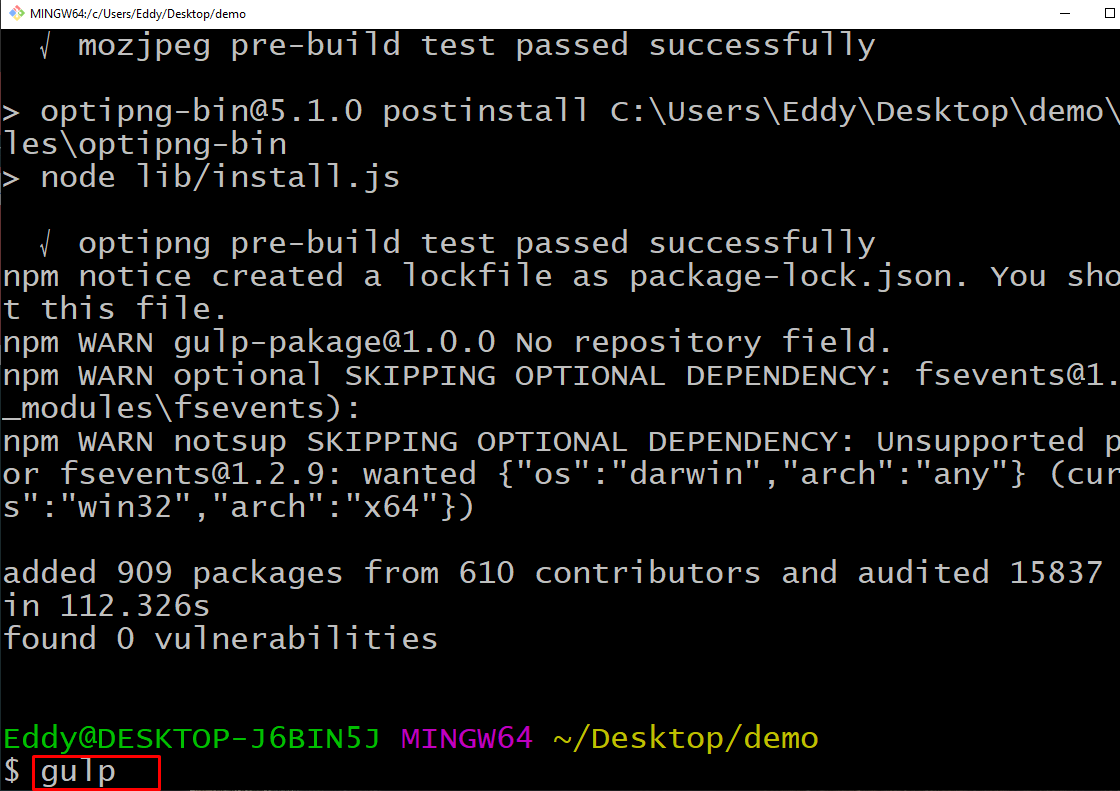 MINGW64:/c/Users/Eddy/Desktop/demo
√ mozjpeg pre-build test passed successfully
> optipng-bin@5.1.0 postinstall C:\Users\Eddy\Desktop\demo\
les\optipng-bin
> node lib/install.js
√ optipng pre-build test passed successfully
npm notice created a lockfile as package-lock.json. You sho
t this file.
npm WARN gulp-pakage@1.0.0 No repository field.
npm WARN optional SKIPPING OPTIONAL DEPENDENCY: fsevents@1.
_modules\fsevents):
npm WARN notsup SKIPPING OPTIONAL DEPENDENCY: Unsupported p
or fsevents@1.2.9: wanted {"os":"darwin","arch":"any"} (cur
s":"win32","arch":"x64"})
added 909 packages from 610 contributors and audited 15837
in 112.326s
found 0 vulnerabilities
Eddy@DESKTOP-J6BIN5J MINGW64 ~/Desktop/demo
$ gulp